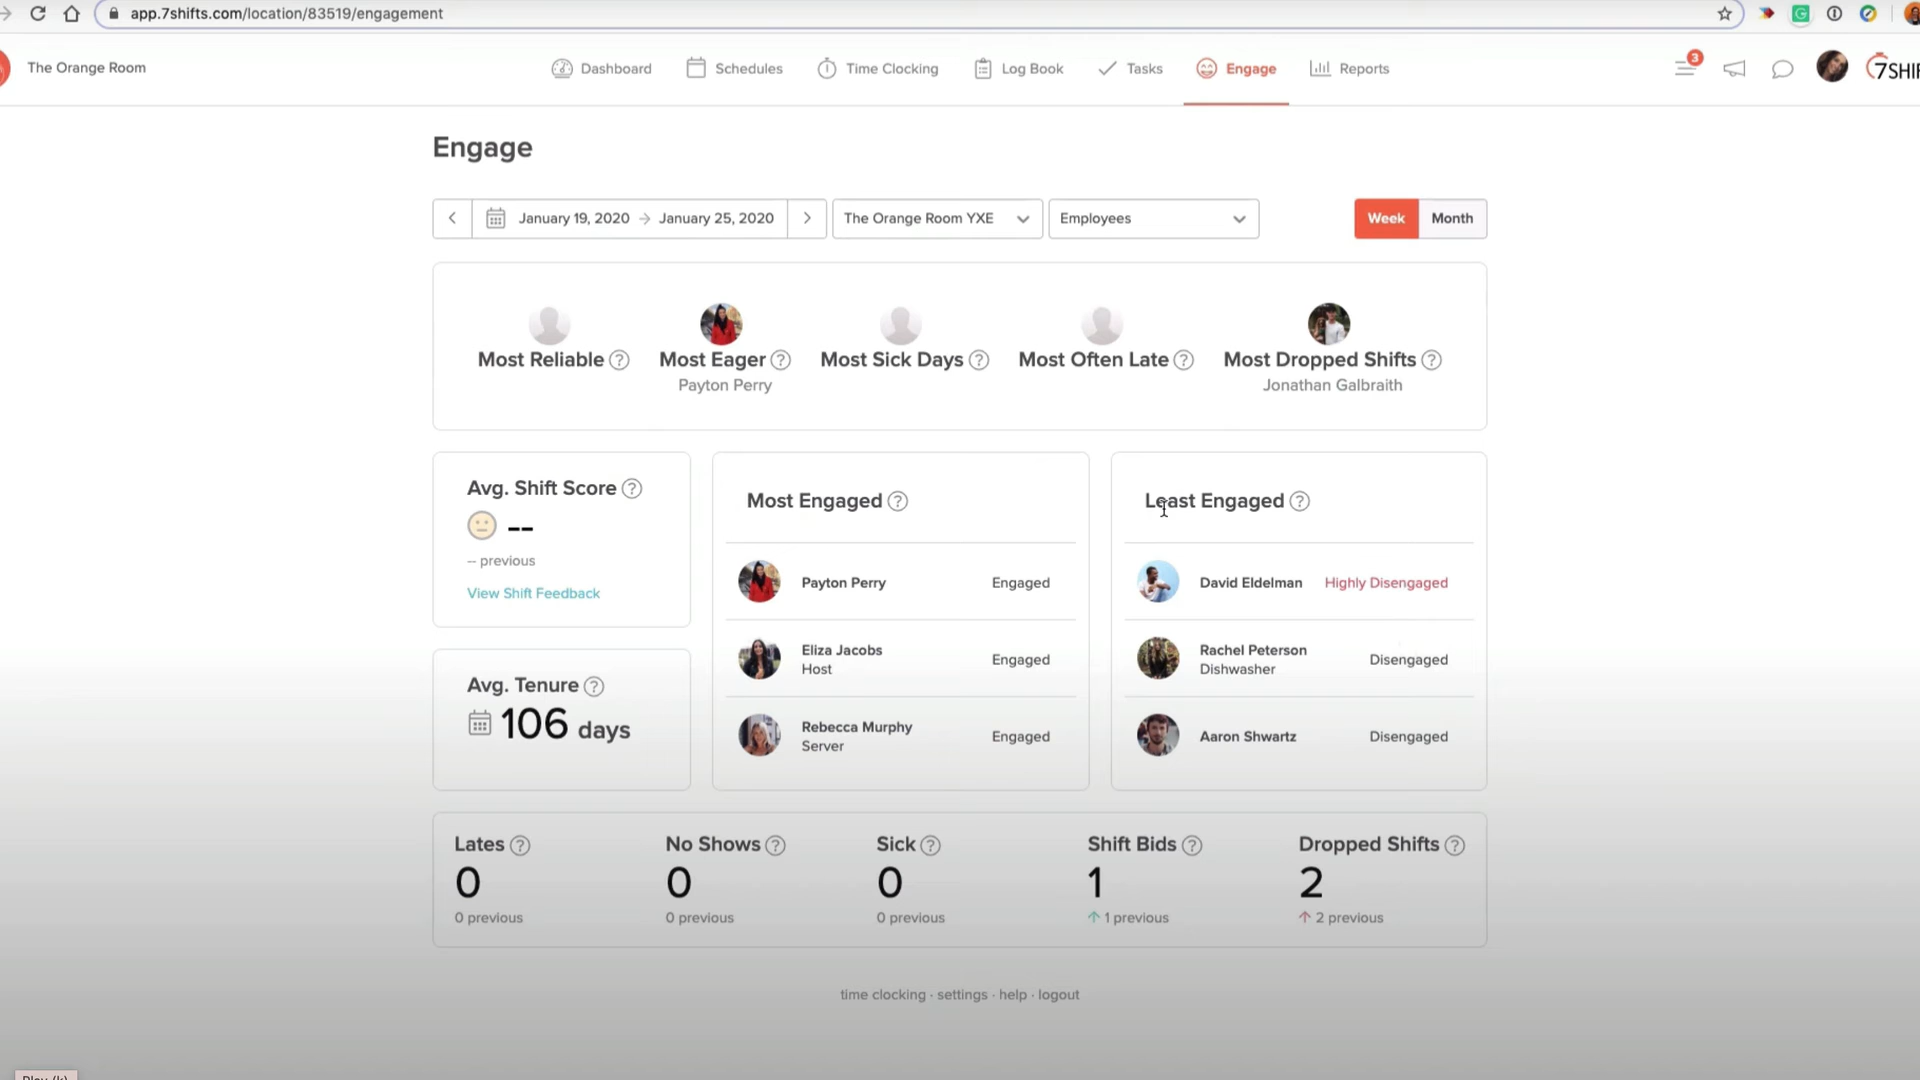 app.7shifts.com/location/83519/engagement
The Orange Room
Dashboard
Schedules
Time Clocking
Log Book
Tasks
Engage
Reports
3
Engage
January 19, 2020 → January 25, 2020
The Orange Room YXE
Employees
Week
Month
Most Reliable ?
Most Eager ?
Payton Perry
Most Sick Days ?
Most Often Late ?
Most Dropped Shifts ?
Jonathan Galbraith
Avg. Shift Score ?
--
-- previous
View Shift Feedback
Avg. Tenure ?
106 days
Most Engaged ?
Payton Perry
Engaged
Eliza Jacobs
Host
Engaged
Rebecca Murphy
Server
Engaged
Least Engaged ?
David Eldelman
Highly Disengaged
Rachel Peterson
Dishwasher
Disengaged
Aaron Shwartz
Disengaged
Lates ?
0
0 previous
No Shows ?
0
0 previous
Sick ?
0
0 previous
Shift Bids ?
1
↑ 1 previous
Dropped Shifts ?
2
↑ 2 previous
time clocking · settings · help · logout